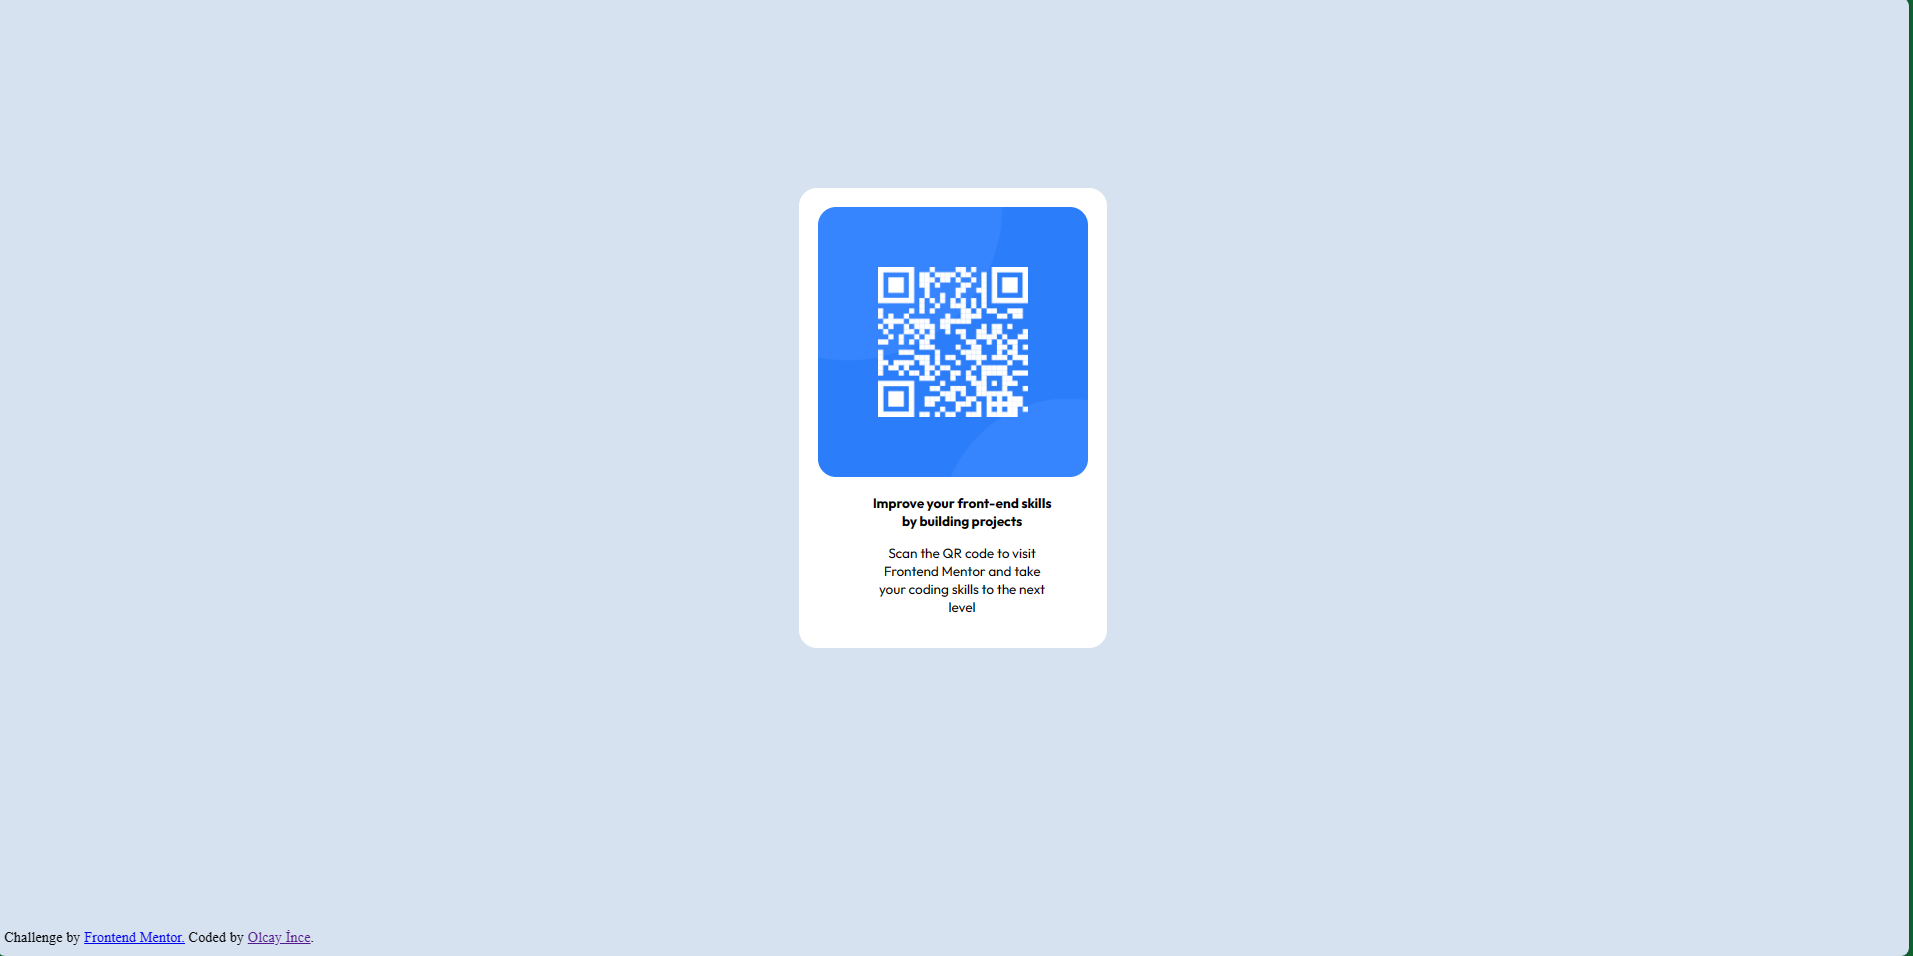 Improve your front-end skills
by building projects
Scan the QR code to visit
Frontend Mentor and take
your coding skills to the next
level
Challenge by Frontend Mentor. Coded by Olcay İnce.